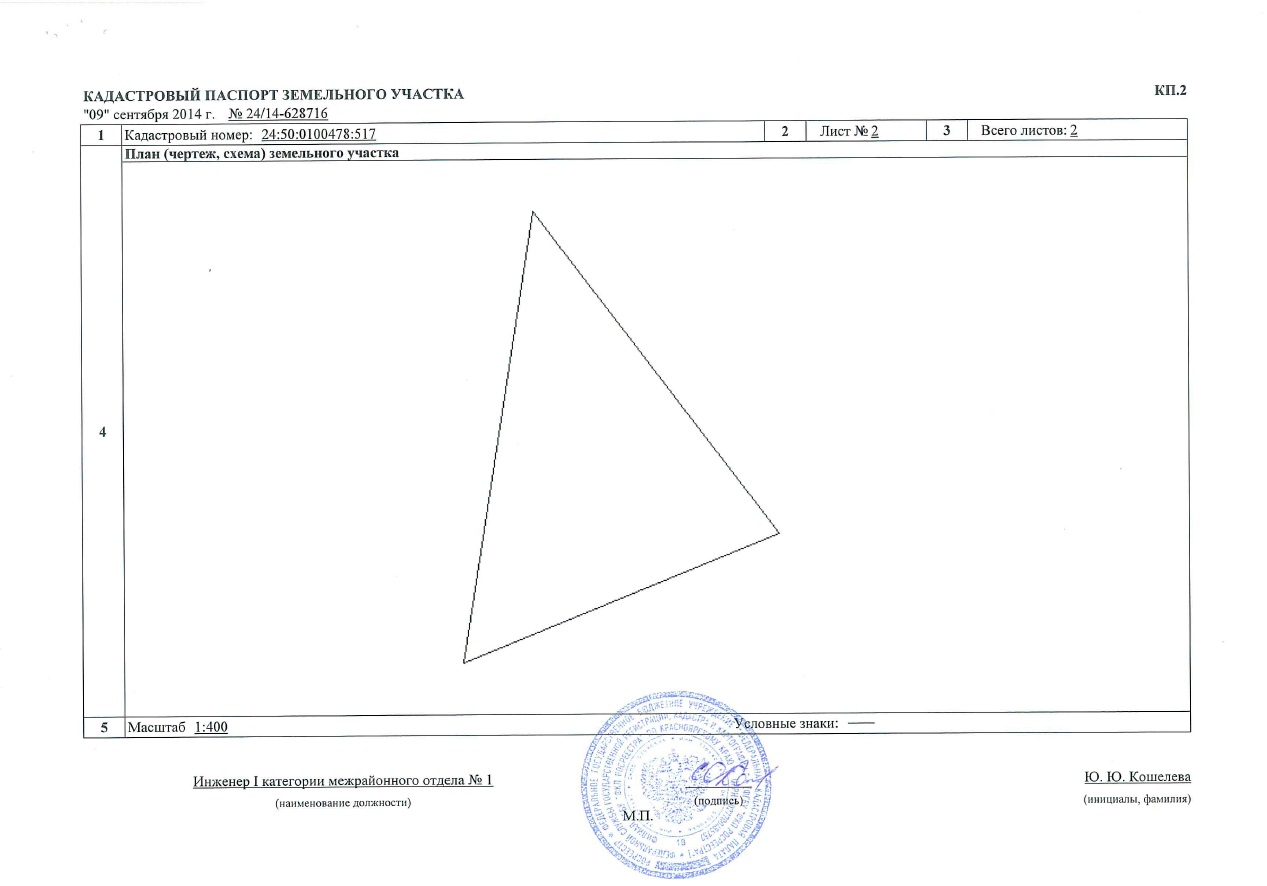 КАДАСТРОВЫЙ ПАСПОРТ ЗЕМЕЛЬНОГО УЧАСТКА
КП.2
"09" сентября 2014 г. № 24/14-628716
1 Кадастровый номер: 24:50:0100478:517 2 Лист № 2 3 Всего листов: 2
План (чертеж, схема) земельного участка
4
5 Масштаб 1:400 Условные знаки:
Инженер I категории межрайонного отдела № 1
Ю. Ю. Кошелева
(наименование должности)
(подпись)
(инициалы, фамилия)
М.П.